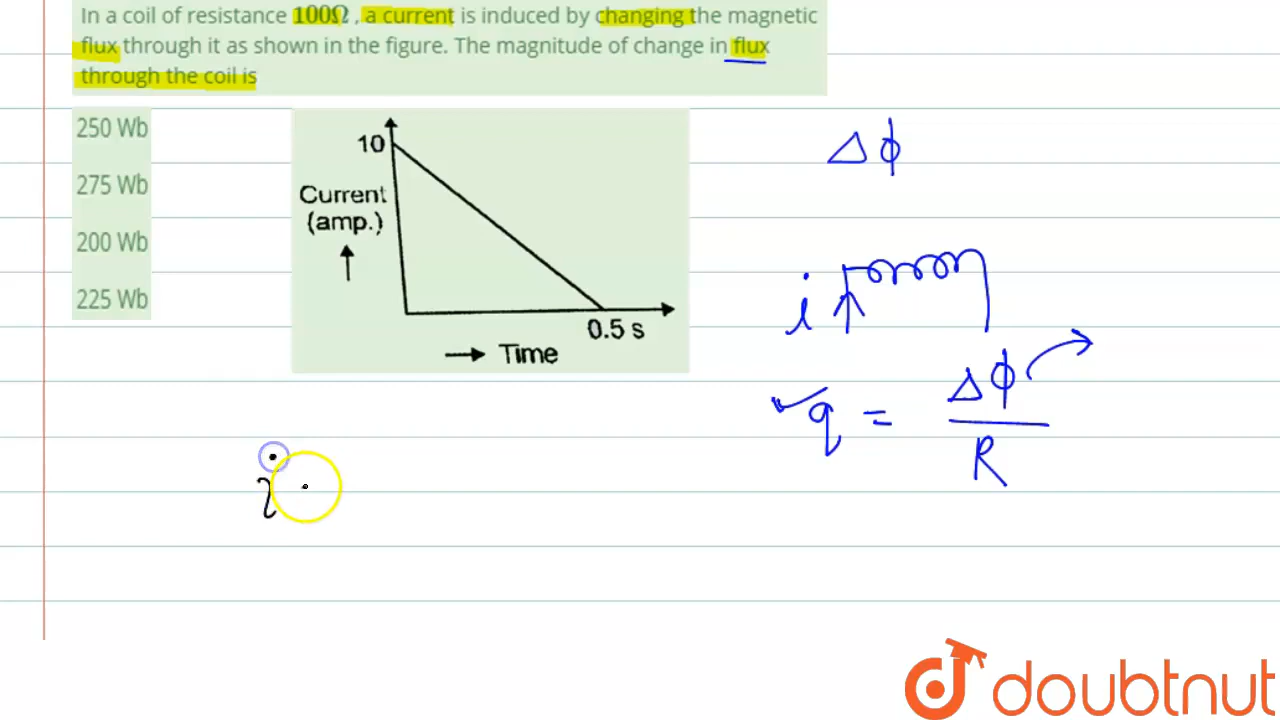 In a coil of resistance 100Ω , a current is induced by changing the magnetic
flux through it as shown in the figure. The magnitude of change in flux
through the coil is
250 Wb
275 Wb
200 Wb
225 Wb
10
Current
(amp.)
0.5 s
Time
Δϕ
i
q = Δϕ/R
i
doubtnut